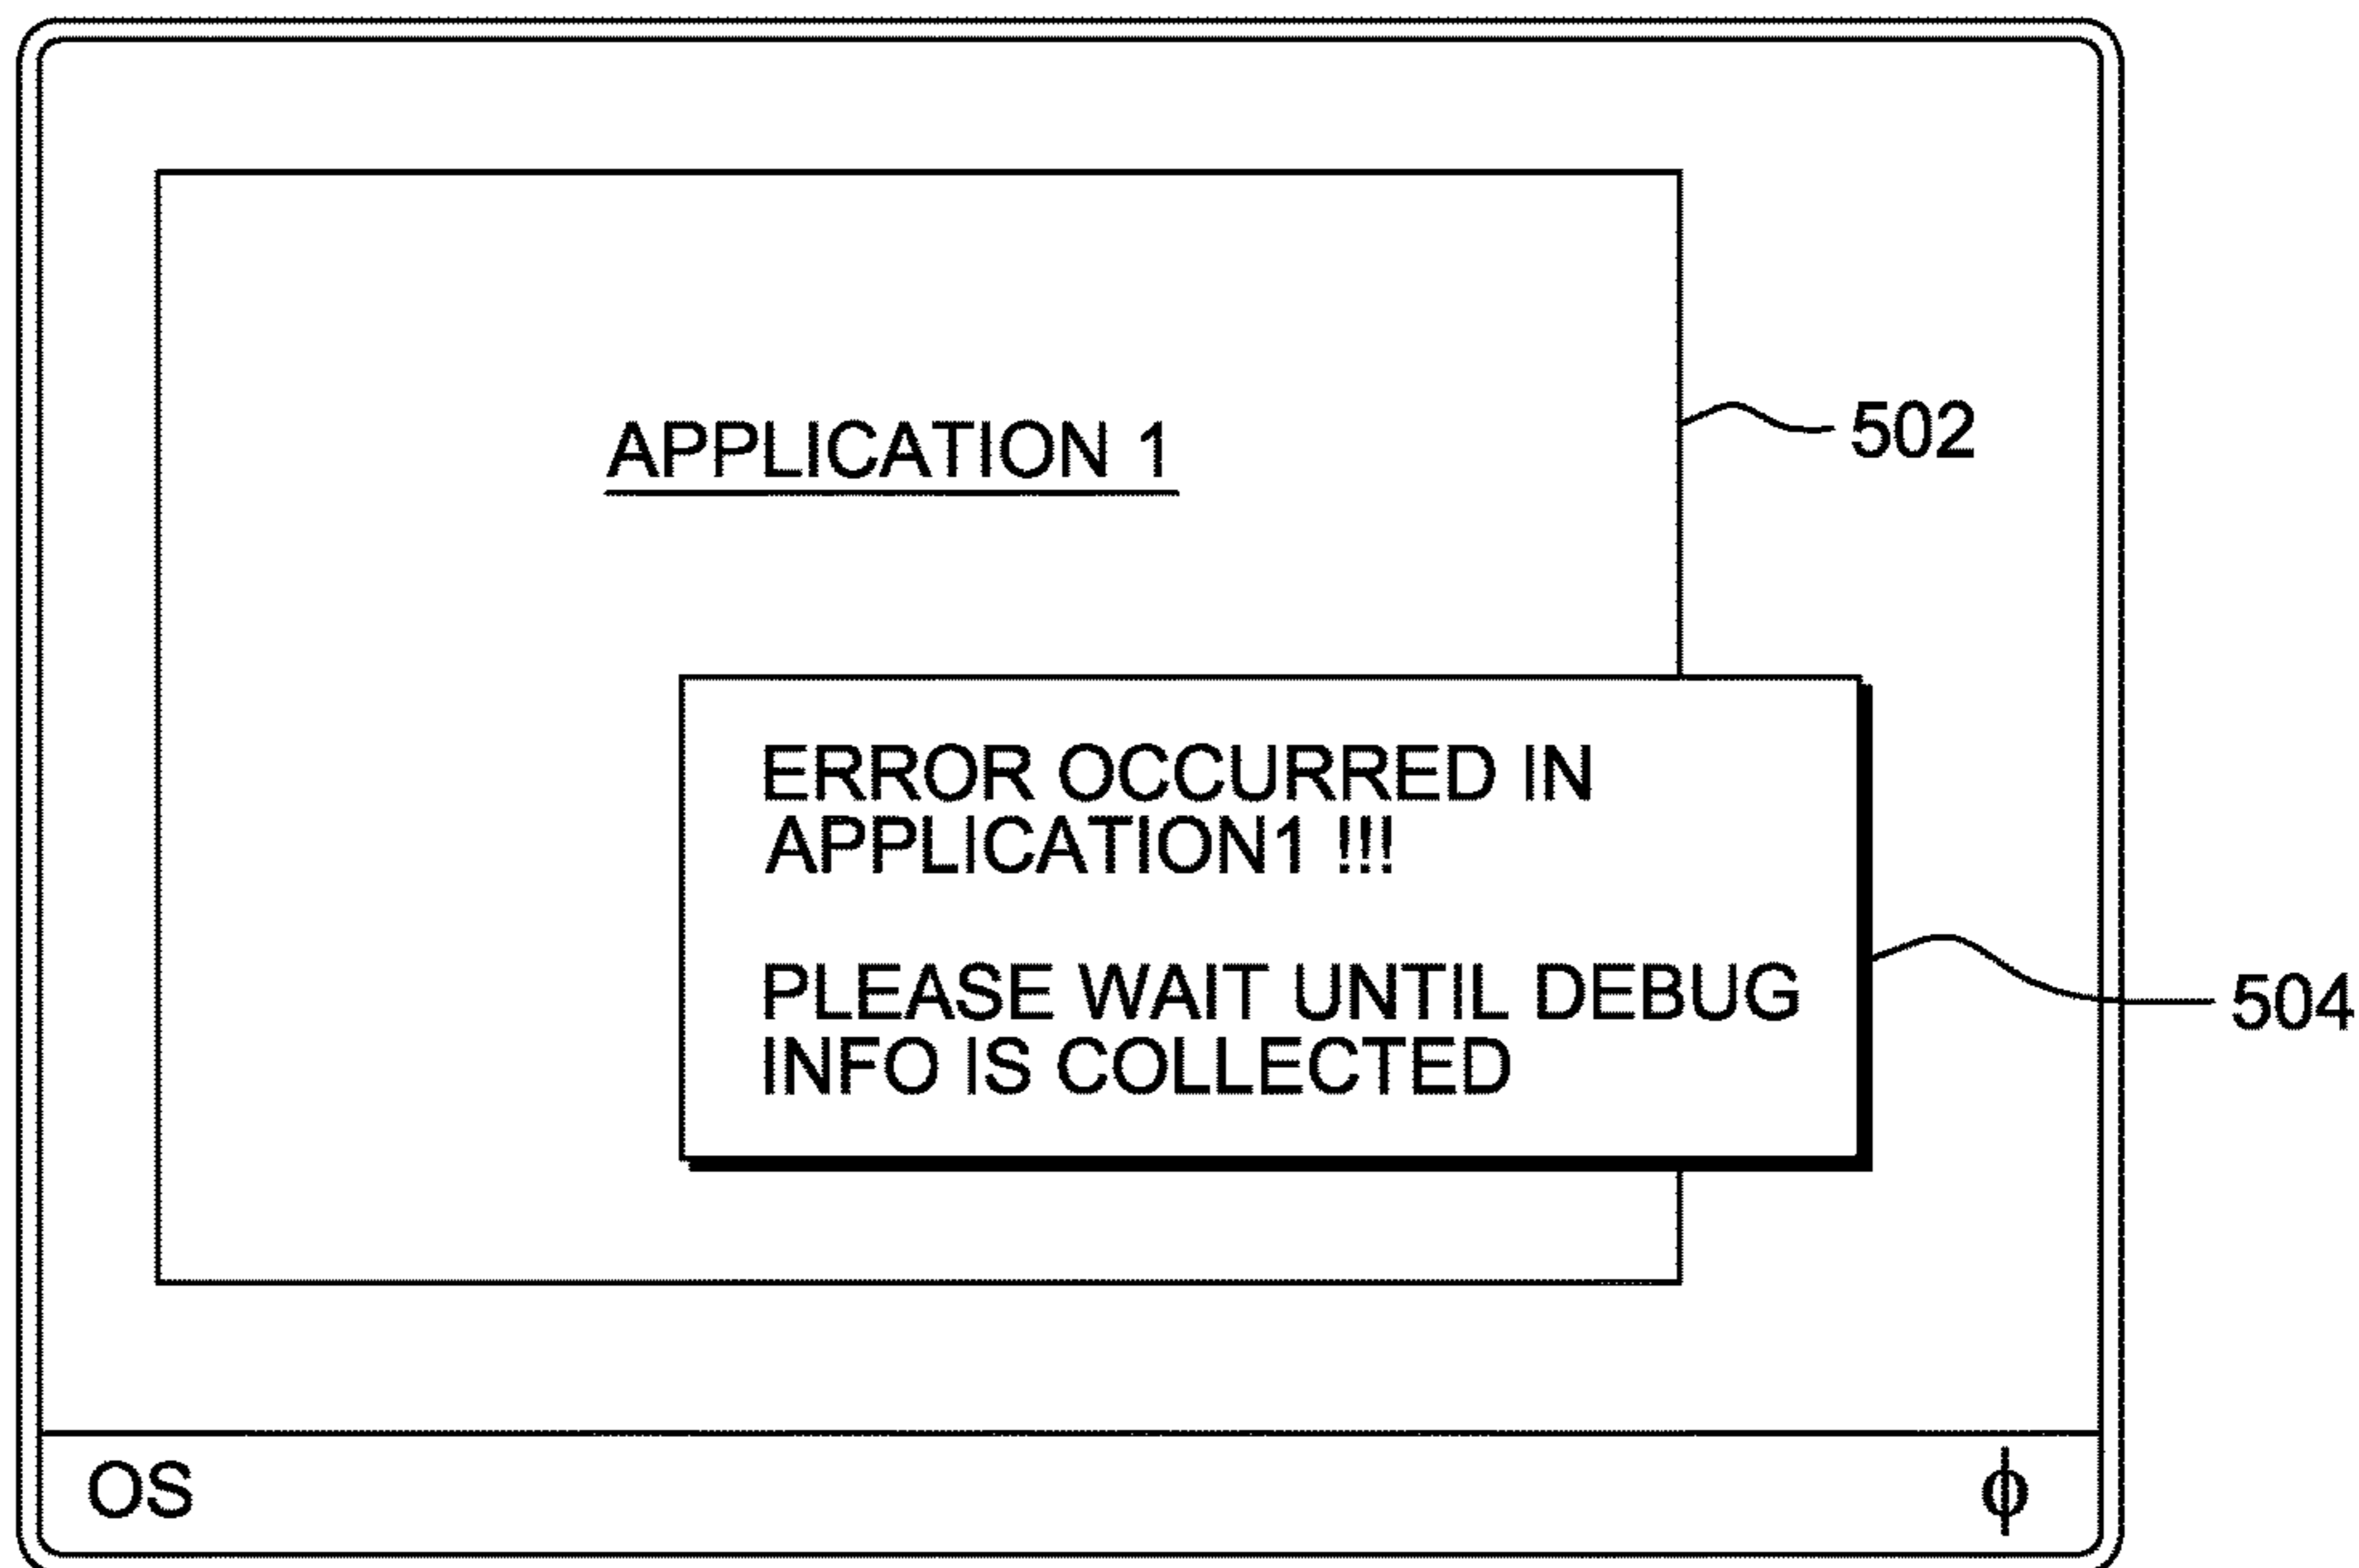 APPLICATION 1
502
ERROR OCCURRED IN
APPLICATION1 !!!
PLEASE WAIT UNTIL DEBUG
INFO IS COLLECTED
504
OS
ϕ